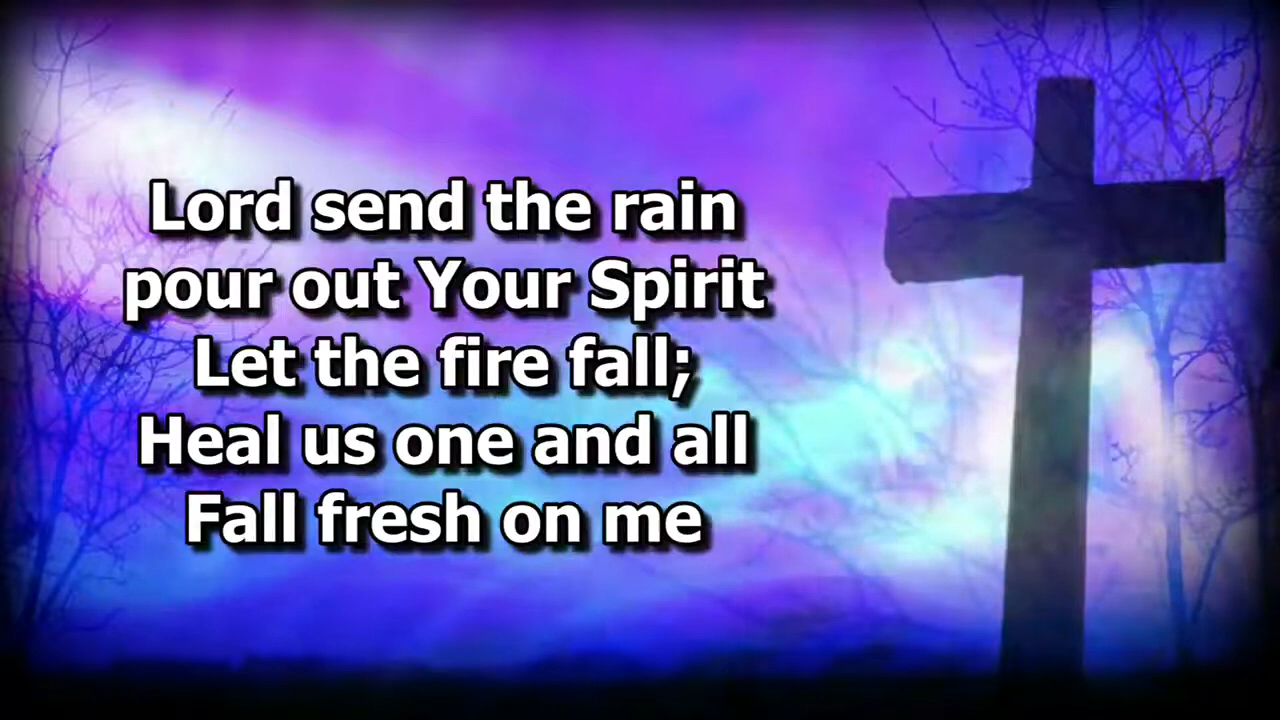 Lord send the rain
pour out Your Spirit
Let the fire fall;
Heal us one and all
Fall fresh on me